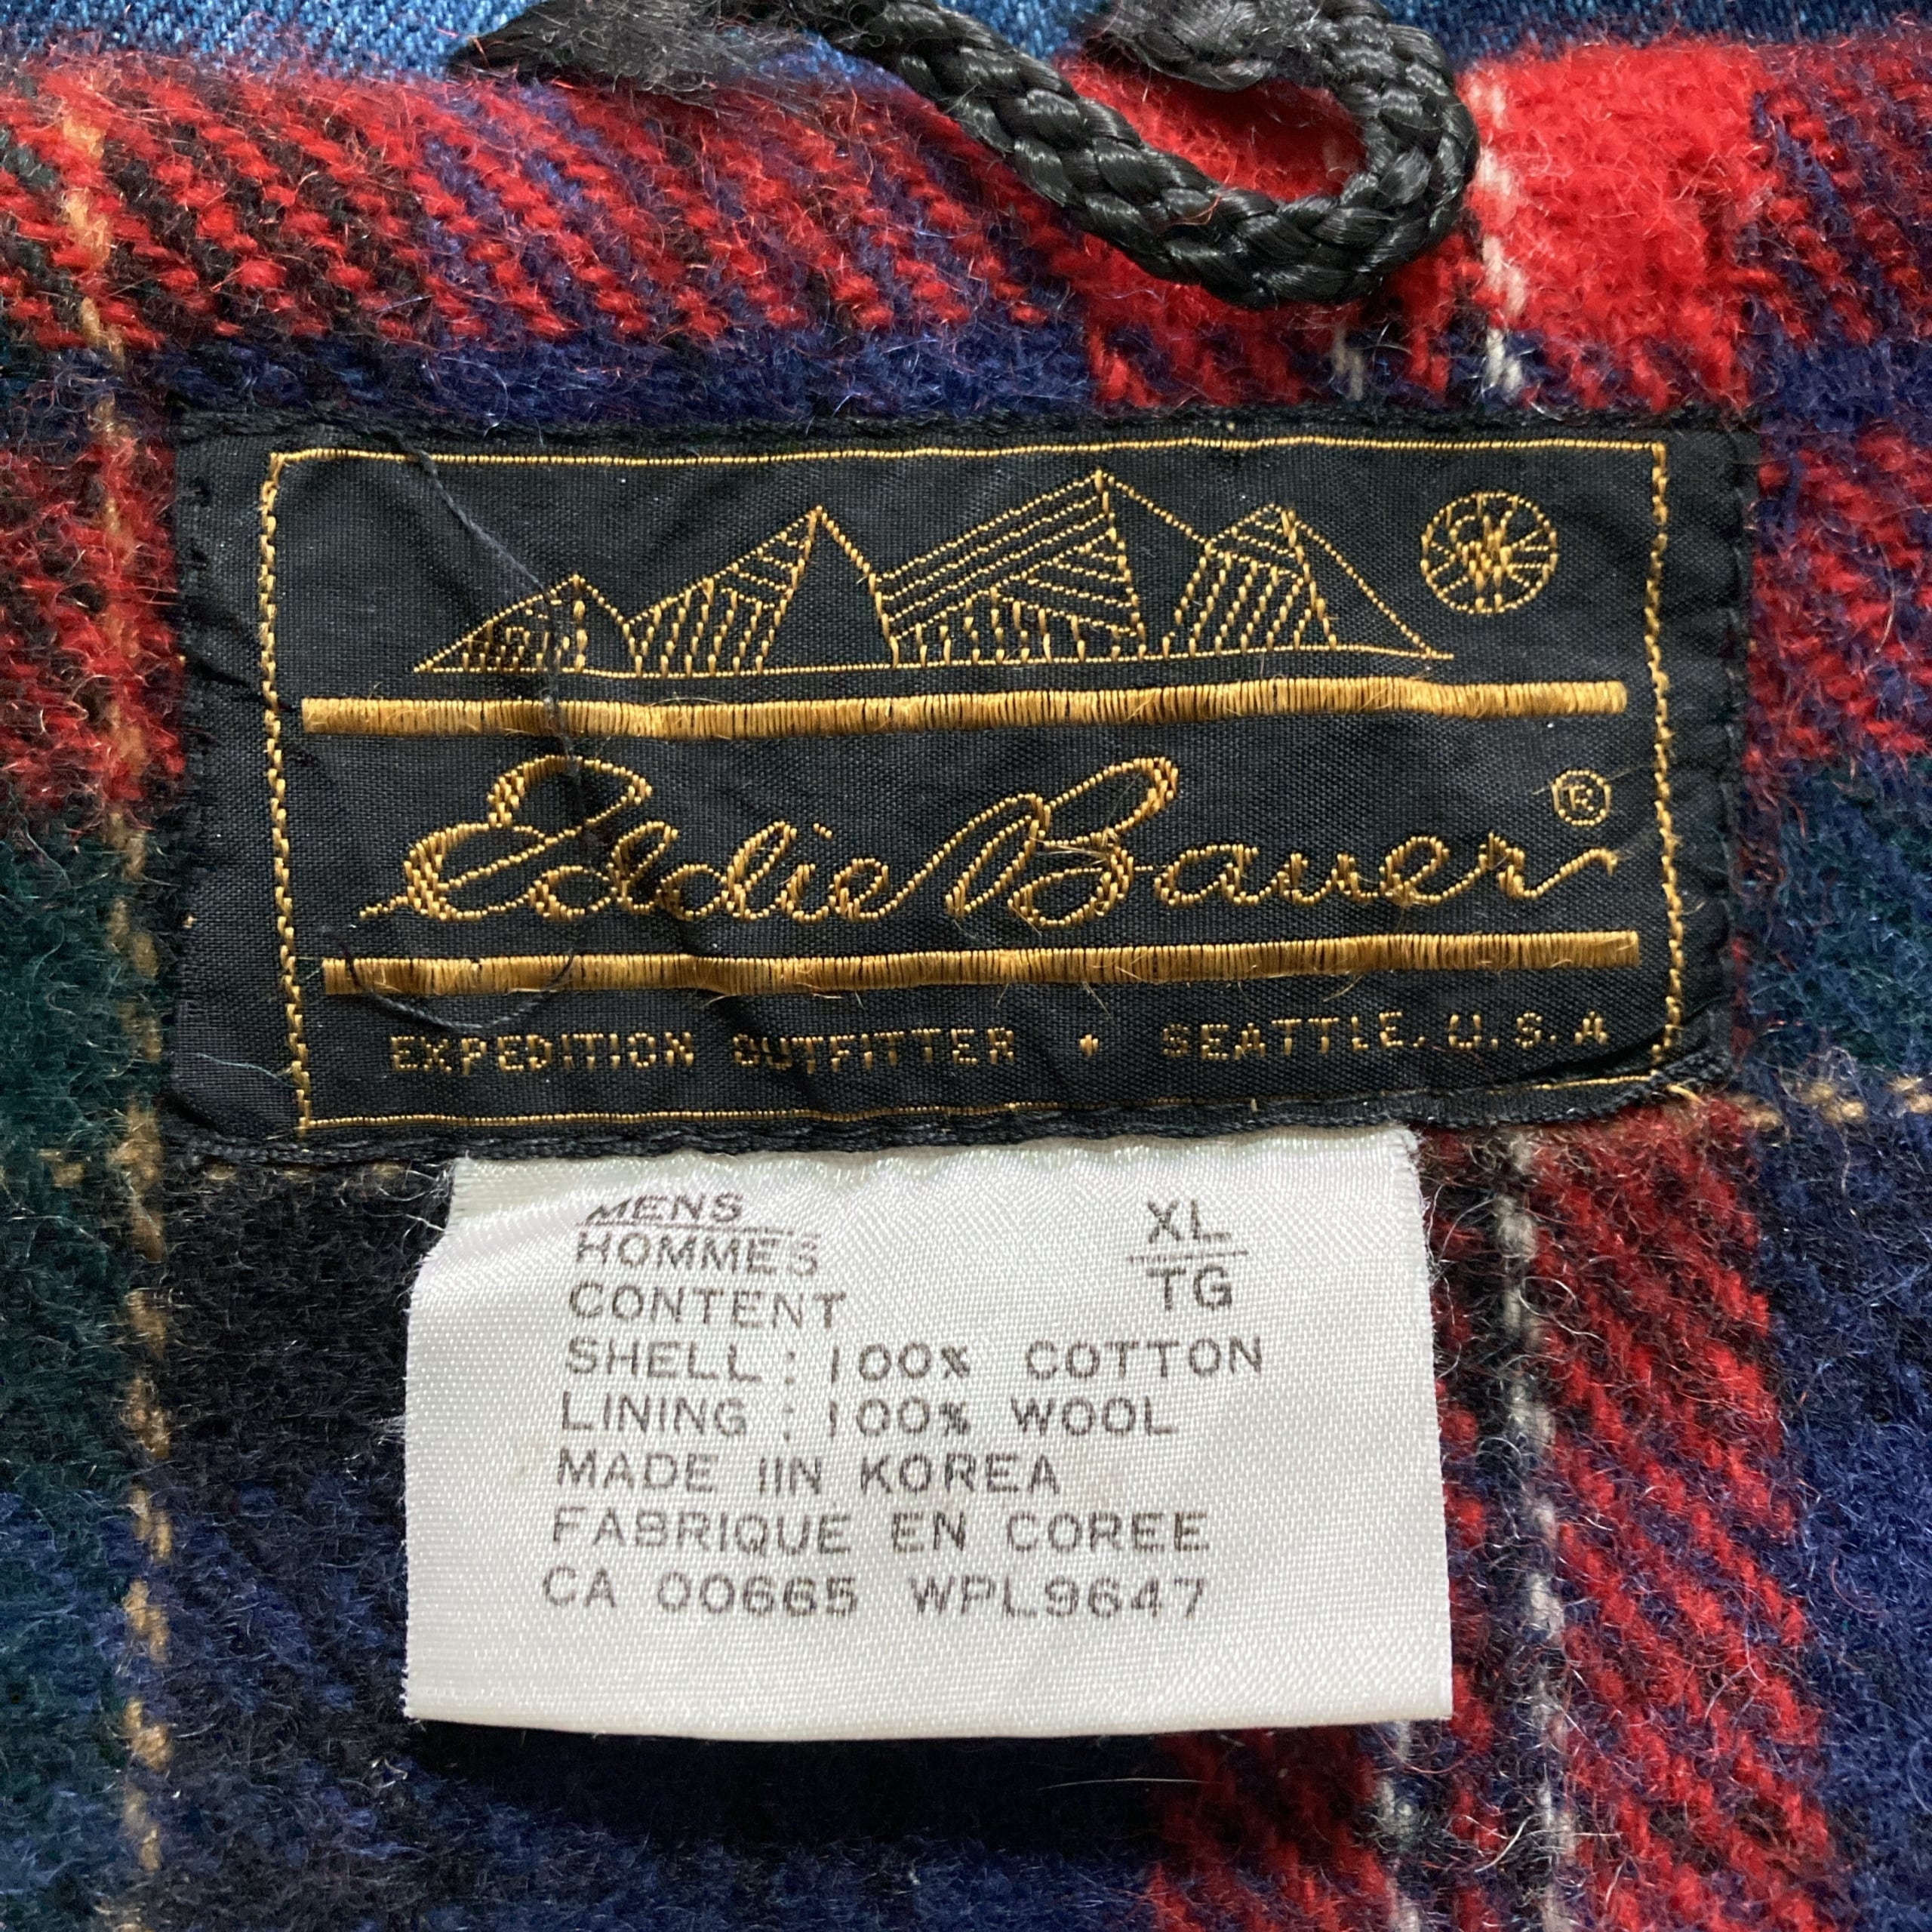 Eddie Bauer ®
EXPEDITION OUTFITTER • SEATTLE, U.S.A
MENS XL
HOMMES TG
CONTENT
SHELL : 100% COTTON
LINING : 100% WOOL
MADE IIN KOREA
FABRIQUE EN COREE
CA 00665 WPL9647